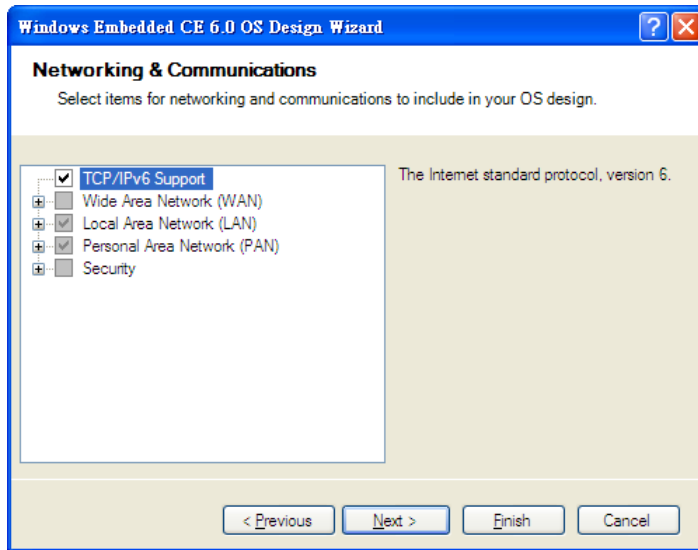 Windows Embedded CE 6.0 OS Design Wizard
Networking & Communications
Select items for networking and communications to include in your OS design.
TCP/IPv6 Support
The Internet standard protocol, version 6.
Wide Area Network (WAN)
Local Area Network (LAN)
Personal Area Network (PAN)
Security
< Previous
Next >
Finish
Cancel